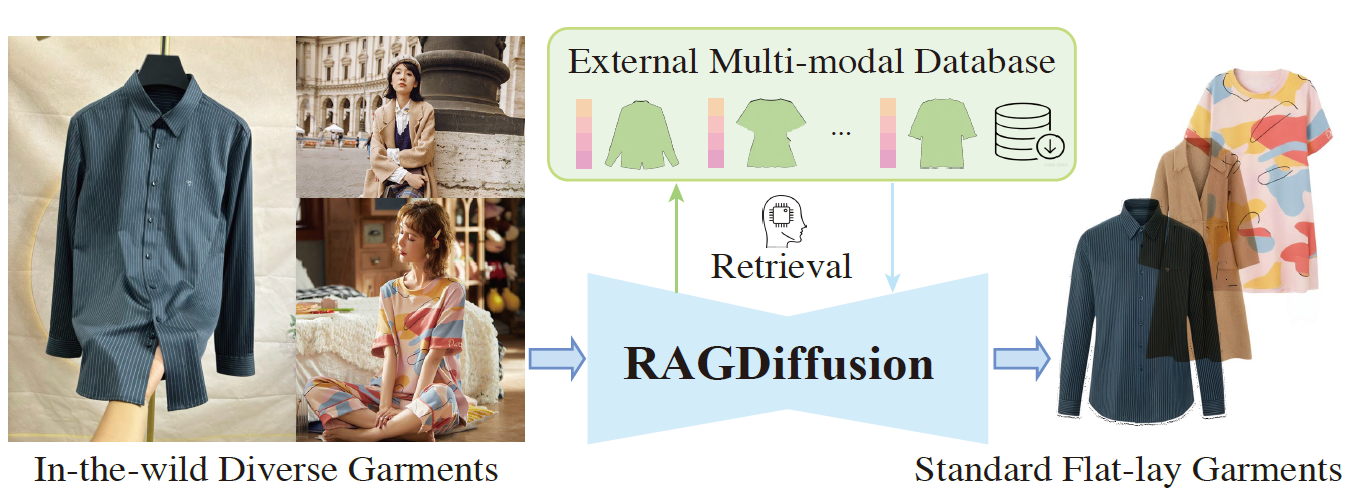 External Multi-modal Database
...
Retrieval
RAGDiffusion
In-the-wild Diverse Garments
Standard Flat-lay Garments